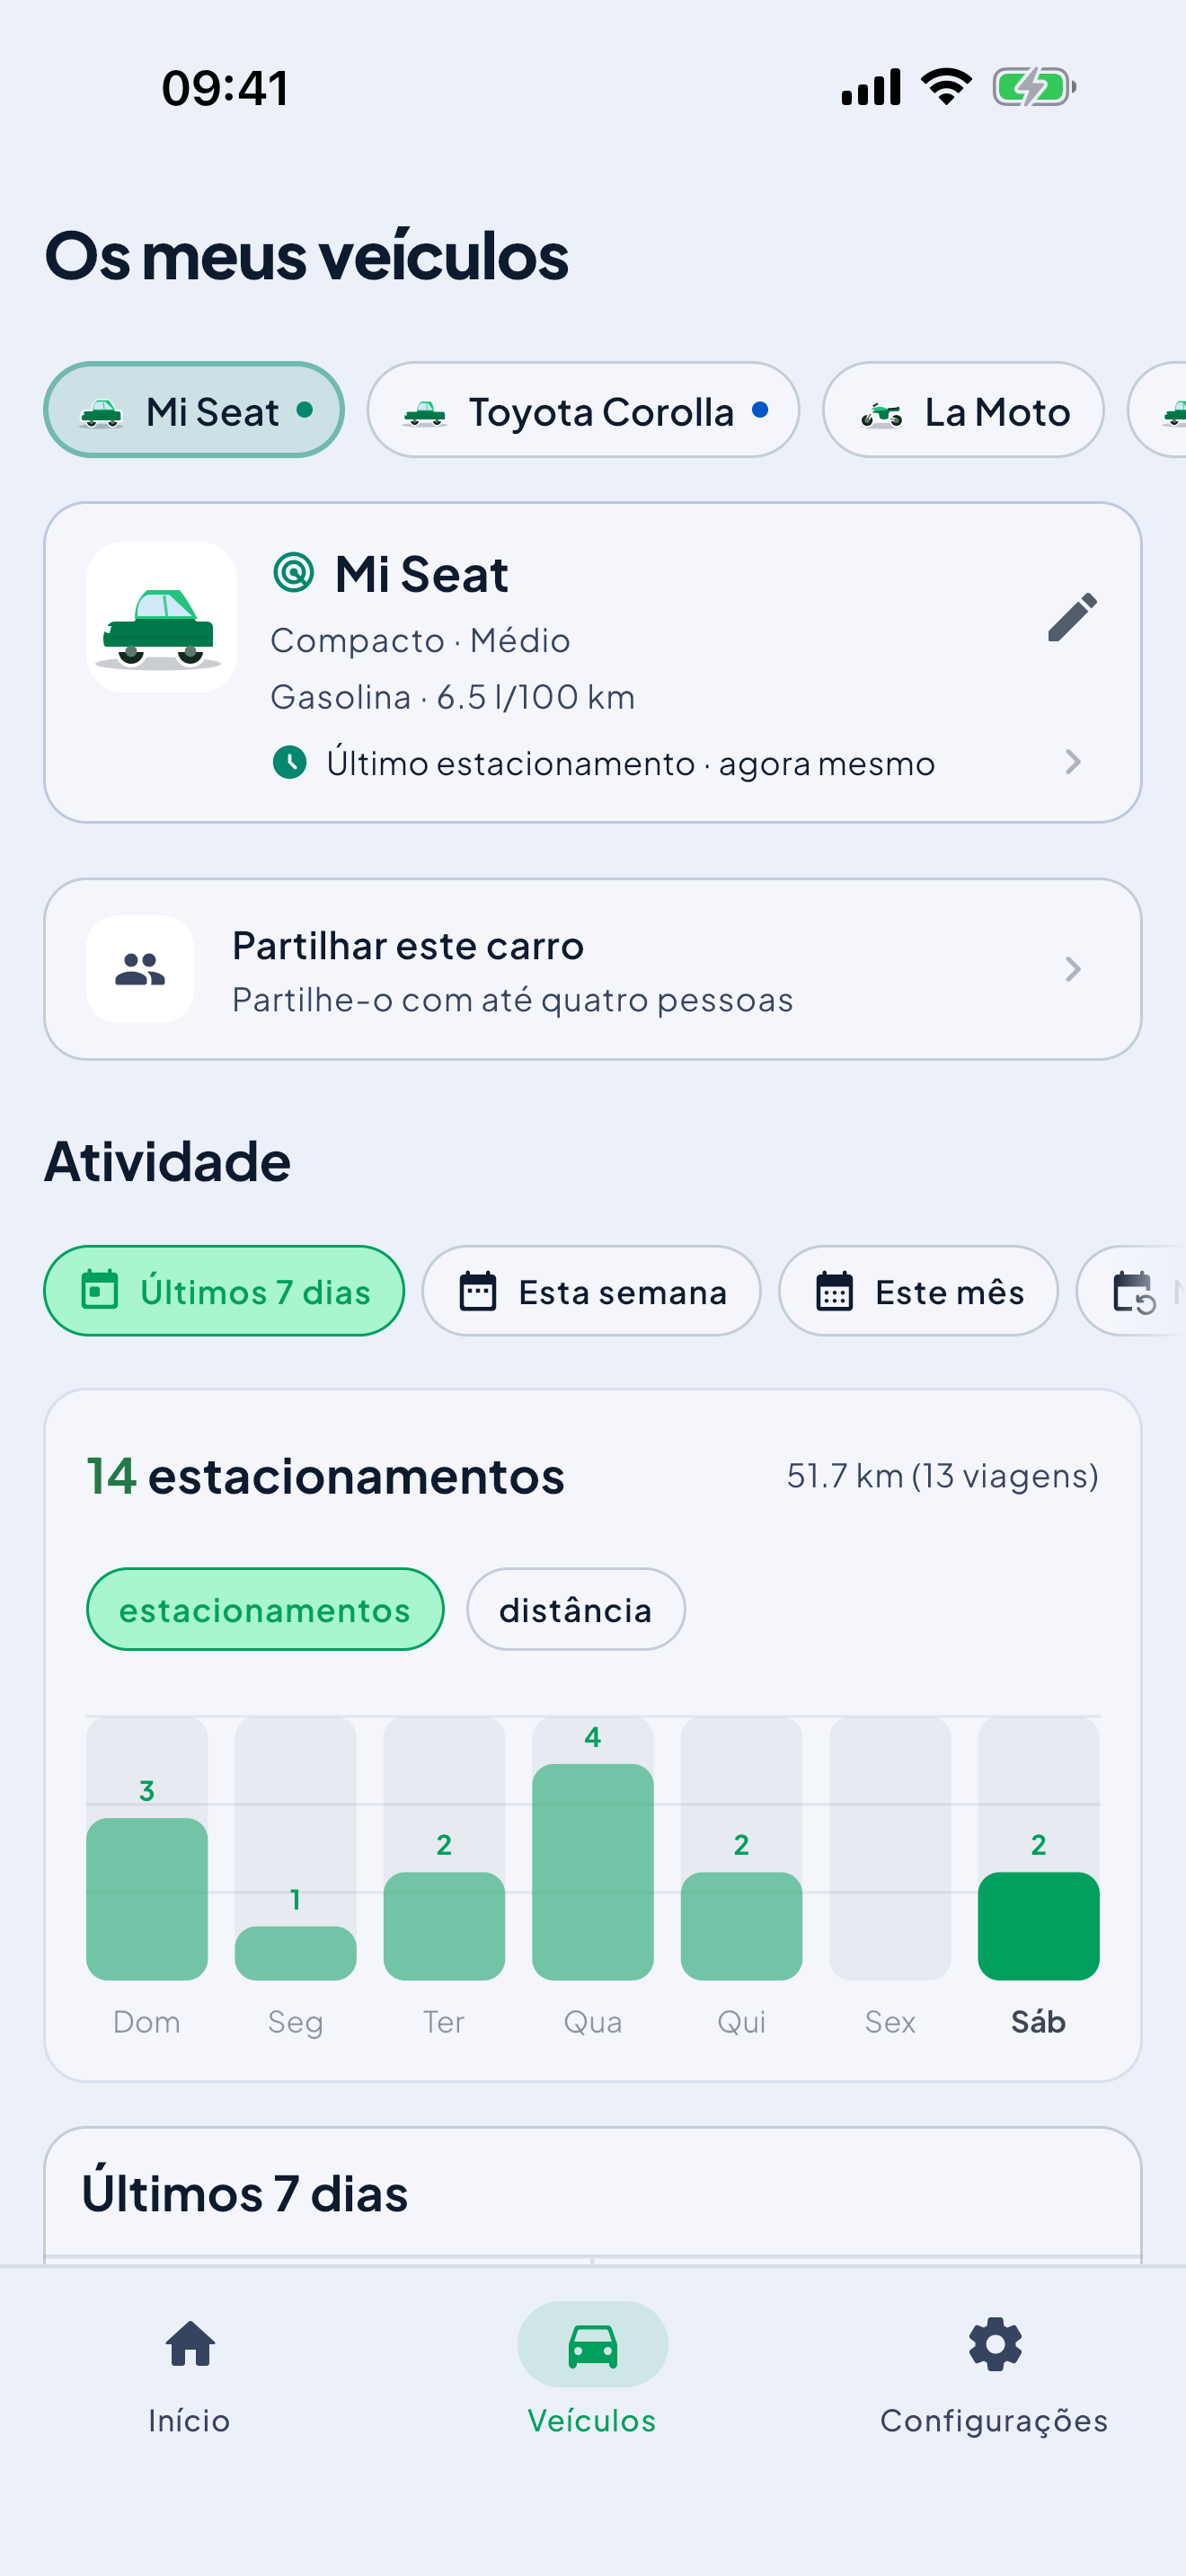 09:41
Os meus veículos
Mi Seat
Toyota Corolla
La Moto
Mi Seat
Compacto · Médio
Gasolina · 6.5 l/100 km
Último estacionamento · agora mesmo
Partilhar este carro
Partilhe-o com até quatro pessoas
Atividade
Últimos 7 dias
Esta semana
Este mês
14 estacionamentos
51.7 km (13 viagens)
estacionamentos
distância
3
1
2
4
2
2
Dom
Seg
Ter
Qua
Qui
Sex
Sáb
Últimos 7 dias
Início
Veículos
Configurações